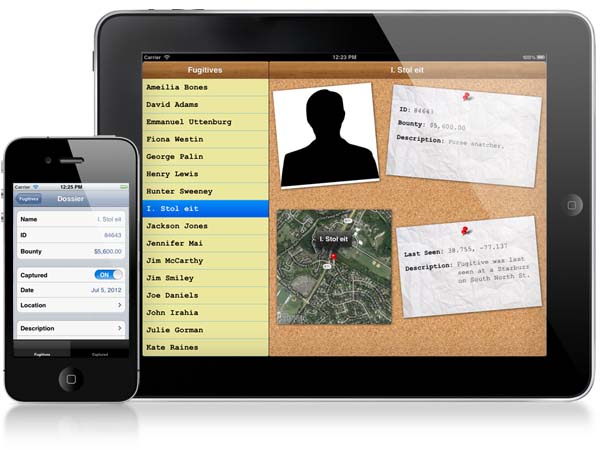 Carrier
12:23 PM
100%
Fugitives
I. Stol eit
Ameilia Bones
David Adams
Emmanuel Uttenburg
Fiona Westin
George Palin
Henry Lewis
Hunter Sweeney
I. Stol eit
Jackson Jones
Jennifer Mai
Jim McCarthy
Jim Smiley
Joe Daniels
John Irahia
Julie Gorman
Kate Raines
ID: 84643
Bounty: $5,600.00
Description: Purse snatcher.
I. Stol eit
Last Seen: 38.755, -77.137
Description: Fugitive was last
seen at a Starburr
on South North St.
Carrier
12:25 PM
Fugitives
Dossier
Name I. Stol eit
ID 84643
Bounty $5,600.00
Captured ON
Date Jul 5, 2012
Location
Description
Fugitives
Captured